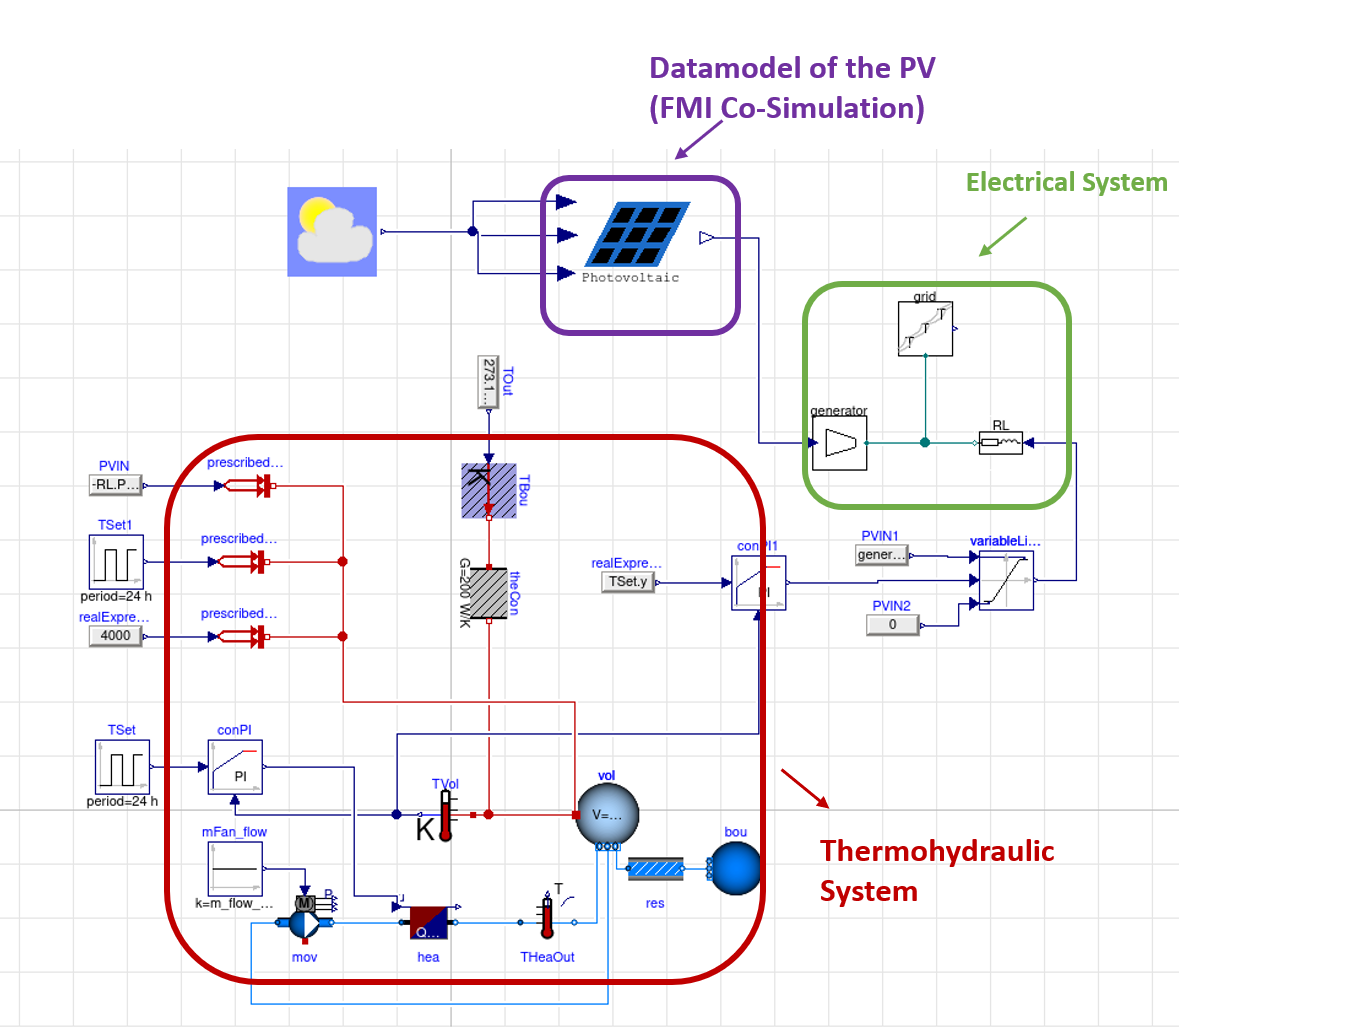 Datamodel of the PV
(FMI Co-Simulation)
Electrical System
Photovoltaic
grid
T
T
T
generator
RL
273.1...
TOut
K
TBou
G=200 W/K
theCon
PVIN
-RL.P...
prescribed...
TSet1
period=24 h
prescribed...
realExpre...
4000
prescribed...
realExpre...
TSet.y
conPI1
PI
PVIN1
gener...
variableLi...
PVIN2
0
TSet
period=24 h
conPI
PI
TVol
K
vol
V=...
mFan_flow
k=m_flow_...
bou
P
M
mov
u
Q...
hea
T
THeaOut
res
Thermohydraulic
System